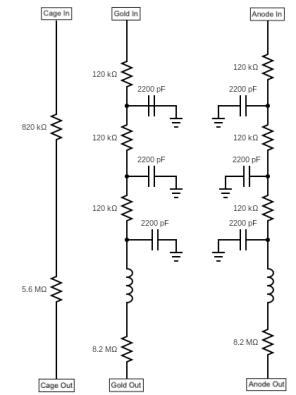 Cage In
Gold In
Anode In
120 kΩ
120 kΩ
2200 pF
2200 pF
820 kΩ
120 kΩ
120 kΩ
2200 pF
2200 pF
120 kΩ
120 kΩ
2200 pF
2200 pF
5.6 MΩ
8.2 MΩ
8.2 MΩ
Cage Out
Gold Out
Anode Out